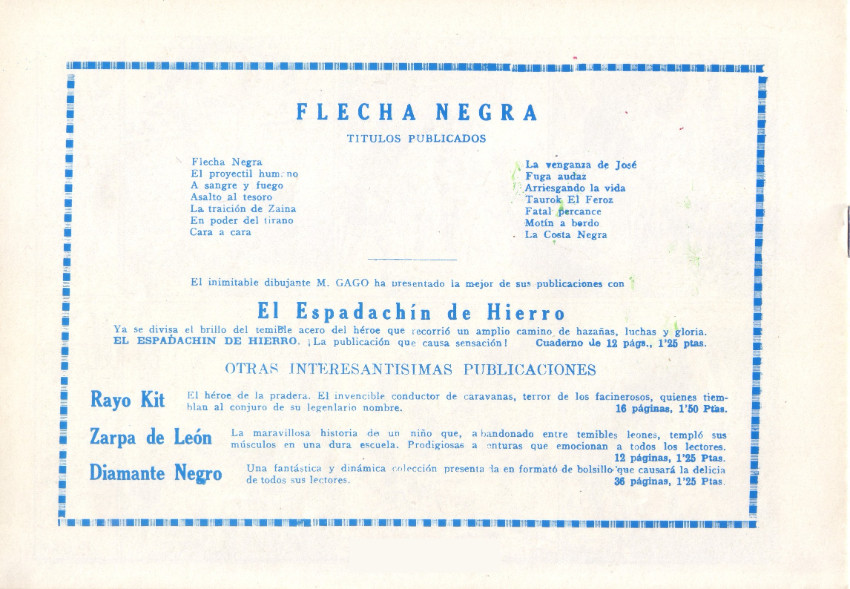 FLECHA NEGRA
TITULOS PUBLICADOS
Flecha Negra
El proyectil humano
A sangre y fuego
Asalto al tesoro
La traición de Zaina
En poder del tirano
Cara a cara
La venganza de José
Fuga audaz
Arriesgando la vida
Taurok El Feroz
Fatal percance
Motín a bordo
La Costa Negra
El inimitable dibujante M. GAGO ha presentado la mejor de sus publicaciones con
El Espadachín de Hierro
Ya se divisa el brillo del temible acero del héroe que recorrió un amplio camino de hazañas, luchas y gloria.
EL ESPADACHIN DE HIERRO. ¡La publicación que causa sensación! Cuaderno de 12 págs., 1'25 ptas.
OTRAS INTERESANTISIMAS PUBLICACIONES
Rayo Kit El héroe de la pradera. El invencible conductor de caravanas, terror de los facinerosos, quienes tiem-
blan al conjuro de su legendario nombre. 16 páginas, 1'50 Ptas.
Zarpa de León La maravillosa historia de un niño que, abandonado entre temibles leones, templó sus
músculos en una dura escuela. Prodigiosas a enturas que emocionan a todos los lectores.
12 páginas, 1'25 Ptas.
Diamante Negro Una fantástica y dinámica colección presentada en formató de bolsillo que causará la delicia
de todos sus lectores. 36 páginas, 1'25 Ptas.